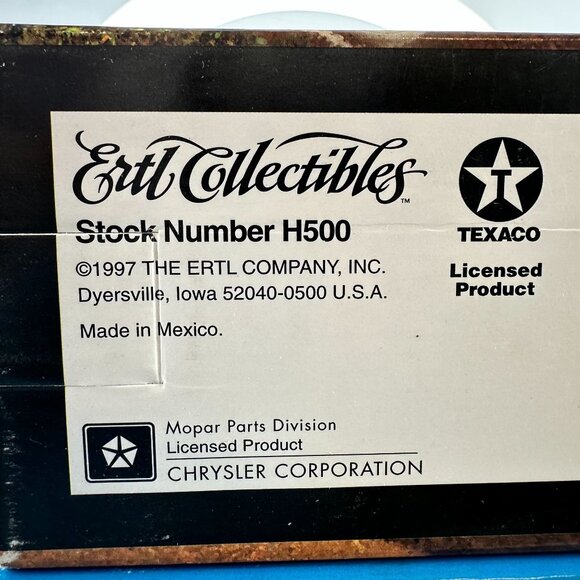 Ertl Collectibles™
Stock Number H500
©1997 THE ERTL COMPANY, INC.
Dyersville, Iowa 52040-0500 U.S.A.
Made in Mexico.
T
TEXACO
Licensed
Product
Mopar Parts Division
Licensed Product
CHRYSLER CORPORATION